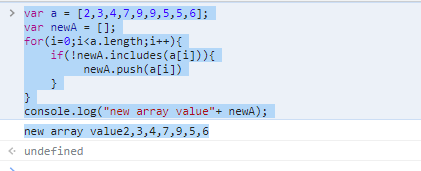 var a = [2,3,4,7,9,9,5,5,6];
var newA = [];
for(i=0;i<a.length;i++){
if(!newA.includes(a[i])){
newA.push(a[i])
}
}
console.log("new array value"+ newA);
new array value2,3,4,7,9,5,6
undefined